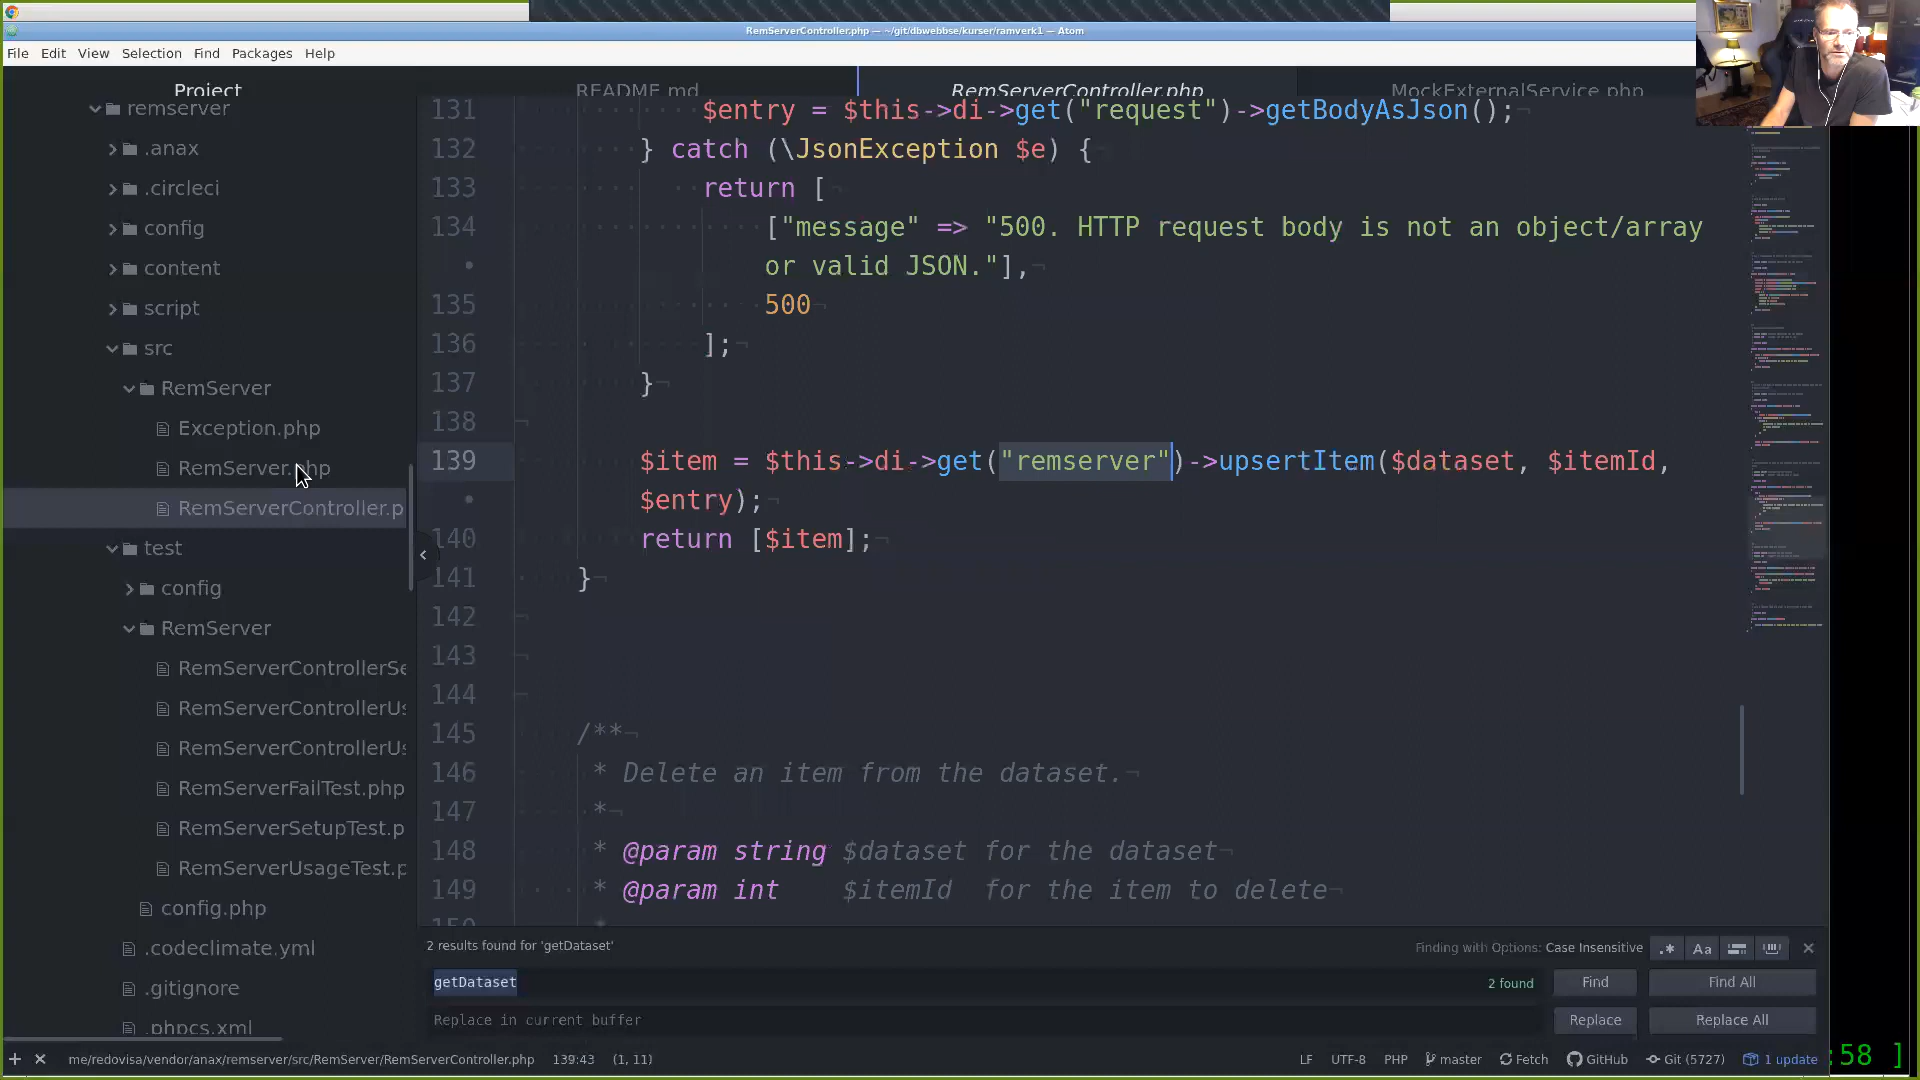 RemServerController.php — ~/git/dbwebbse/kurser/ramverk1 — Atom
File Edit View Selection Find Packages Help
Project
README.md
RemServerController.php
MockExternalService.php
remserver
.anax
.circleci
config
content
script
src
RemServer
Exception.php
RemServer.php
RemServerController.p
test
config
RemServer
RemServerControllerSe
RemServerControllerUs
RemServerControllerUs
RemServerFailTest.php
RemServerSetupTest.p
RemServerUsageTest.p
config.php
.codeclimate.yml
.gitignore
.phpcs.xml
131 $entry = $this->di->get("request")->getBodyAsJson();
132 } catch (\JsonException $e) {
133 return [
134 ["message" => "500. HTTP request body is not an object/array
or valid JSON."],
135 500
136 ];
137 }
138
139 $item = $this->di->get("remserver")->upsertItem($dataset, $itemId,
$entry);
140 return [$item];
141 }
142
143
144
145 /**
146 * Delete an item from the dataset.
147 *
148 * @param string $dataset for the dataset
149 * @param int $itemId for the item to delete
150 *
2 results found for 'getDataset'
Finding with Options: Case Insensitive
.* Aa
getDataset
2 found
Find
Find All
Replace in current buffer
Replace
Replace All
me/redovisa/vendor/anax/remserver/src/RemServer/RemServerController.php 139:43 (1, 11)
LF UTF-8 PHP master Fetch GitHub Git (5727) 1 update
:58 ]